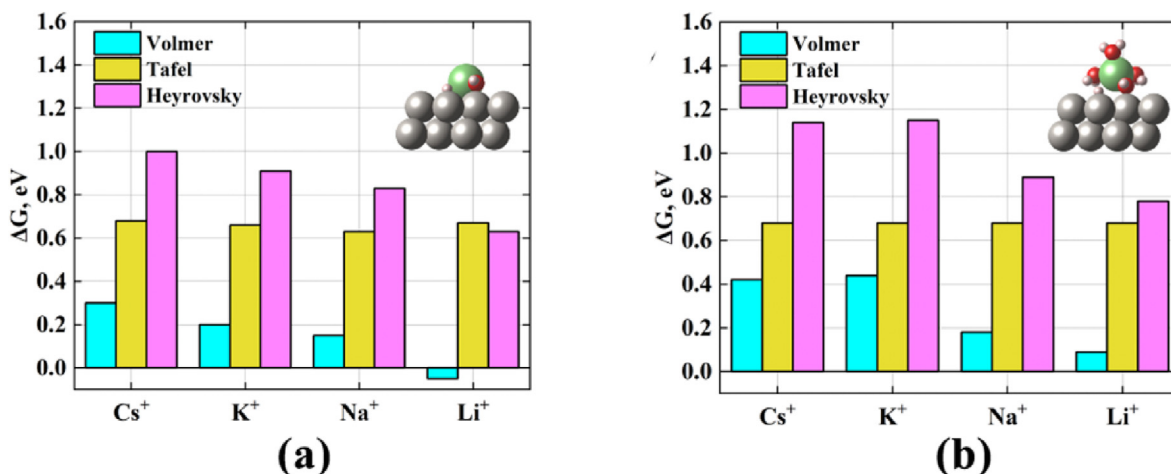 1.6
1.4
1.2
1.0
0.8
0.6
0.4
0.2
0.0
ΔG, eV
Volmer
Tafel
Heyrovsky
Cs+ K+ Na+ Li+
(a)
1.6
1.4
1.2
1.0
0.8
0.6
0.4
0.2
0.0
ΔG, eV
Volmer
Tafel
Heyrovsky
Cs+ K+ Na+ Li+
(b)